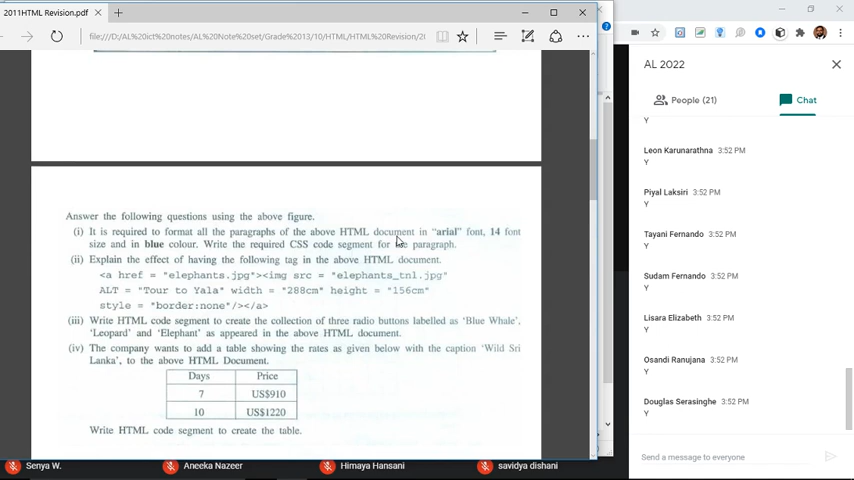 2011HTML Revision.pdf
file:///D:/AL%20ict%20notes/AL%20Note%20set/Grade%2013/10/HTML/HTML%20Revision/2
Answer the following questions using the above figure.
(i) It is required to format all the paragraphs of the above HTML document in “arial” font, 14 font
size and in blue colour. Write the required CSS code segment for the paragraph.
(ii) Explain the effect of having the following tag in the above HTML document.
<a href = "elephants.jpg"><img src = "elephants_tnl.jpg"
ALT = "Tour to Yala" width = "288cm" height = "156cm"
style = "border:none"/></a>
(iii) Write HTML code segment to create the collection of three radio buttons labelled as ‘Blue Whale’,
‘Leopard’ and ‘Elephant’ as appeared in the above HTML document.
(iv) The company wants to add a table showing the rates as given below with the caption ‘Wild Sri
Lanka’, to the above HTML Document.
Days Price
7 US$910
10 US$1220
Write HTML code segment to create the table.
Senya W.
Aneeka Nazeer
Himaya Hansani
savidya dishani
AL 2022
People (21)
Chat
Y
Leon Karunarathna 3:52 PM
Y
Piyal Laksiri 3:52 PM
Y
Tayani Fernando 3:52 PM
Y
Sudam Fernando 3:52 PM
Y
Lisara Elizabeth 3:52 PM
Y
Osandi Ranujana 3:52 PM
Y
Douglas Serasinghe 3:52 PM
Y
Send a message to everyone